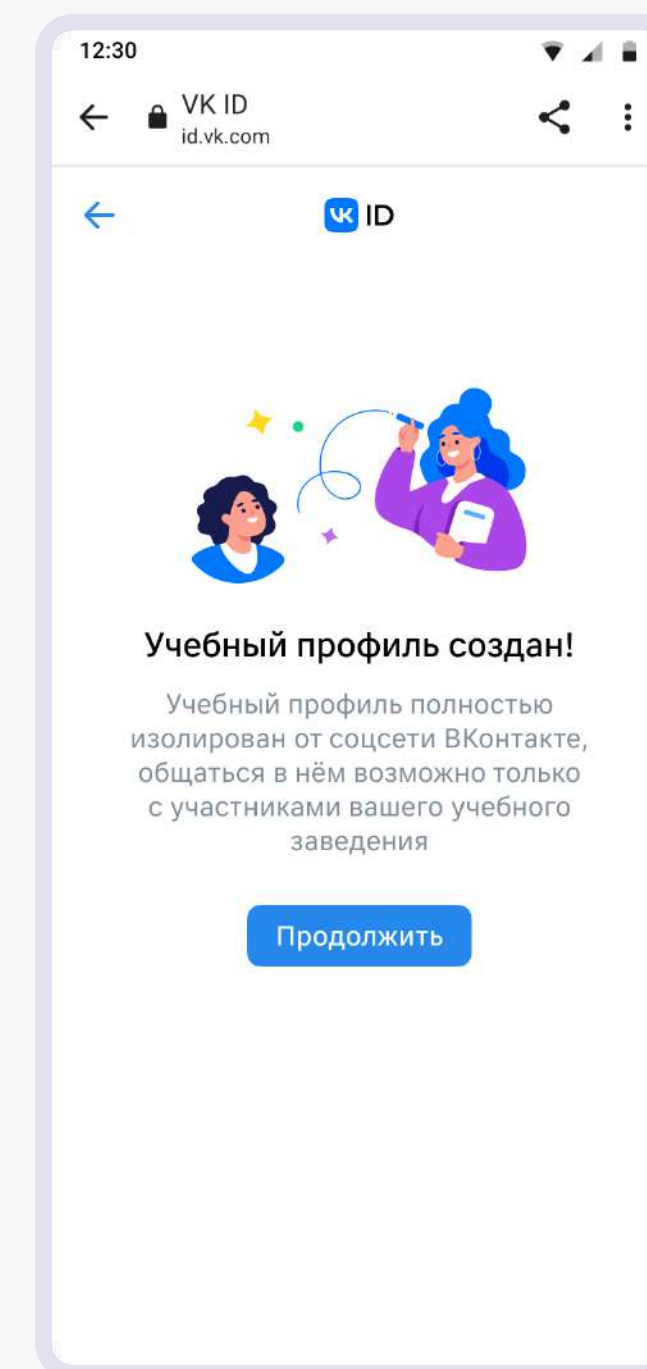 12:30
VK ID
id.vk.com
VK ID
Учебный профиль создан!
Учебный профиль полностью
изолирован от соцсети ВКонтакте,
общаться в нём возможно только
с участниками вашего учебного
заведения
Продолжить